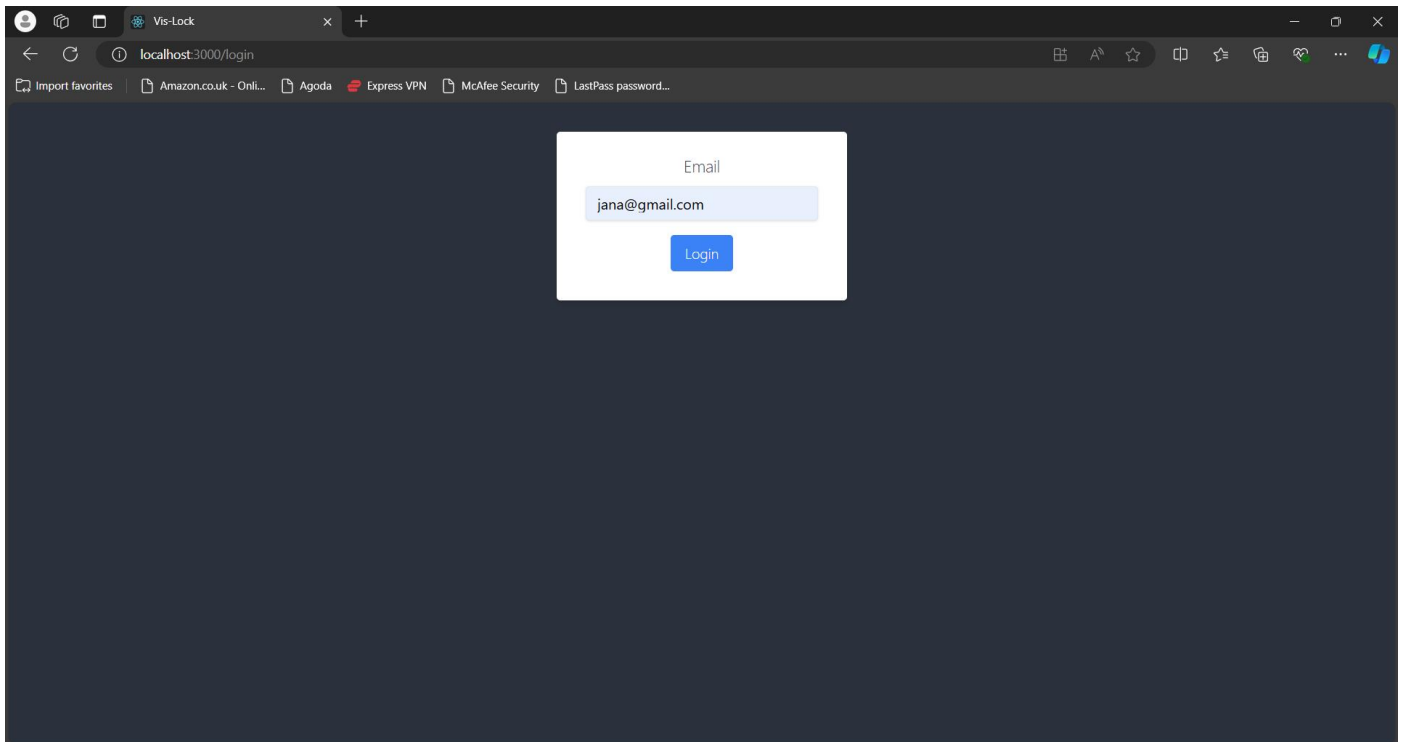 Vis-Lock
localhost:3000/login
Import favorites Amazon.co.uk - Onli... Agoda Express VPN McAfee Security LastPass password...
Email
jana@gmail.com
Login